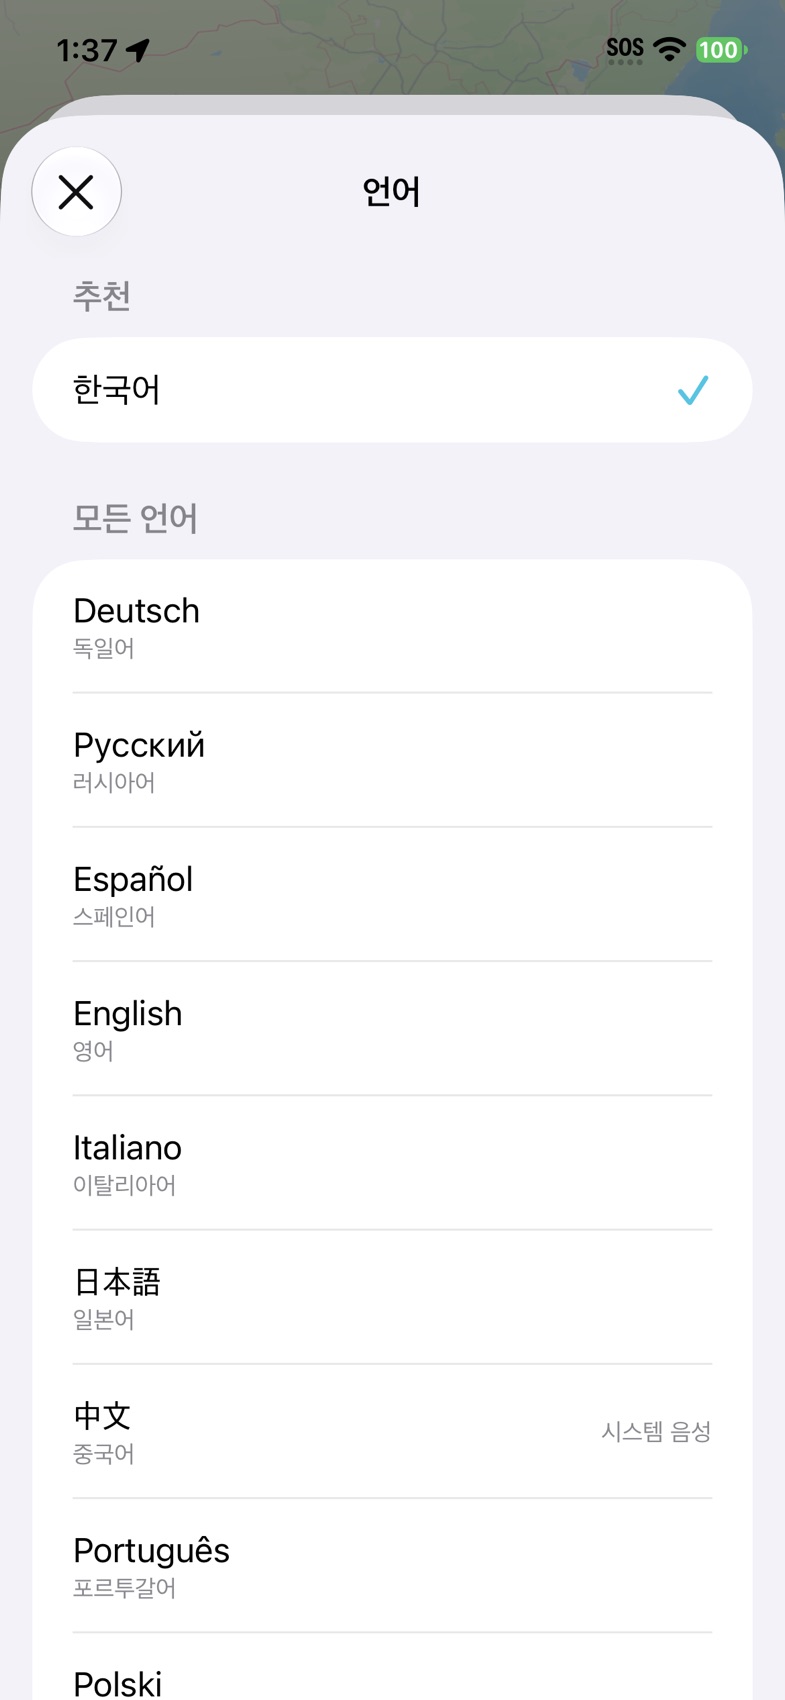 1:37
SOS
100
언어
추천
한국어
모든 언어
Deutsch
독일어
Русский
러시아어
Español
스페인어
English
영어
Italiano
이탈리아어
日本語
일본어
中文
중국어
시스템 음성
Português
포르투갈어
Polski